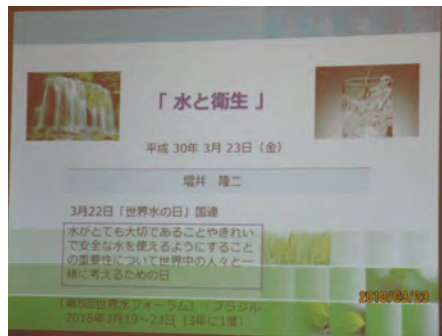 「 水と衛生 」
平成 30年 3月 23日（金）
増井 隆二
3月22日「世界水の日」国連
水がとても大切であることやきれい
で安全な水を使えるようにすること
の重要性について世界中の人々と一
緒に考えるための日
「第8回世界水フォーラム」：ブラジル
2018年3月19～23日（3年に1度）
2018/03/23